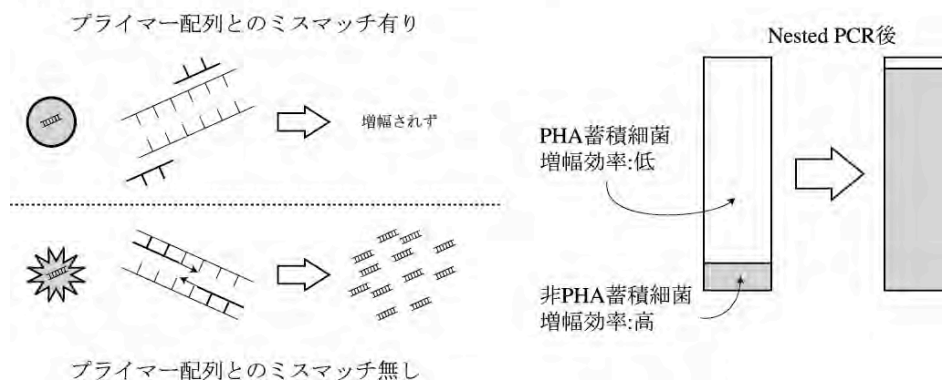 プライマー配列とのミスマッチ有り
増幅されず
プライマー配列とのミスマッチ無し
Nested PCR後
PHA蓄積細菌
増幅効率:低
非PHA蓄積細菌
増幅効率:高